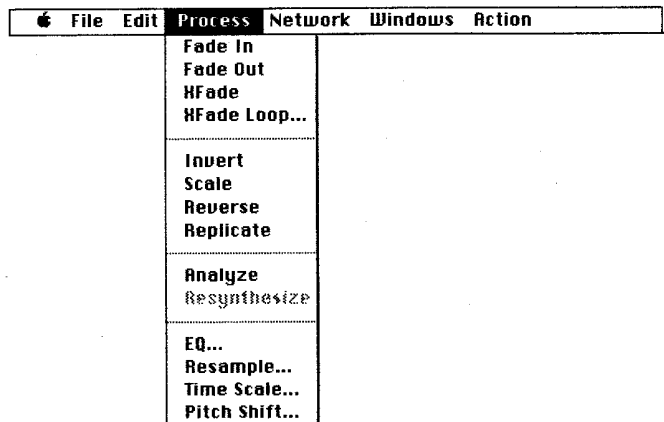 File Edit Process Network Windows Action
Fade In
Fade Out
XFade
XFade Loop...
Invert
Scale
Reverse
Replicate
Analyze
Resynthesize
EQ...
Resample...
Time Scale...
Pitch Shift...